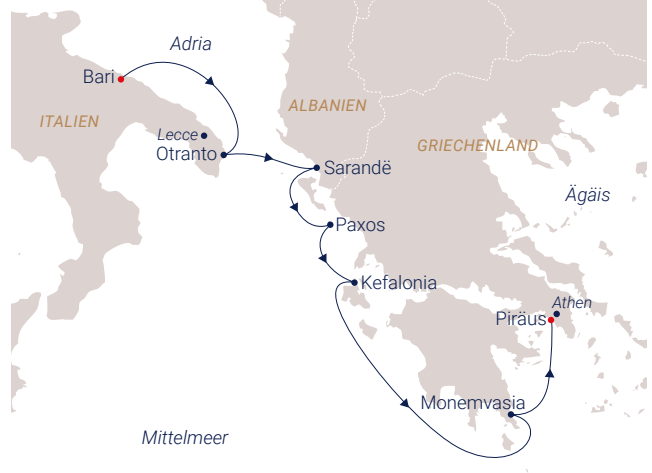 Adria
Bari
ALBANIEN
ITALIEN
Lecce
GRIECHENLAND
Otranto
Sarandë
Ägäis
Paxos
Kefalonia
Athen
Piräus
Monemvasia
Mittelmeer